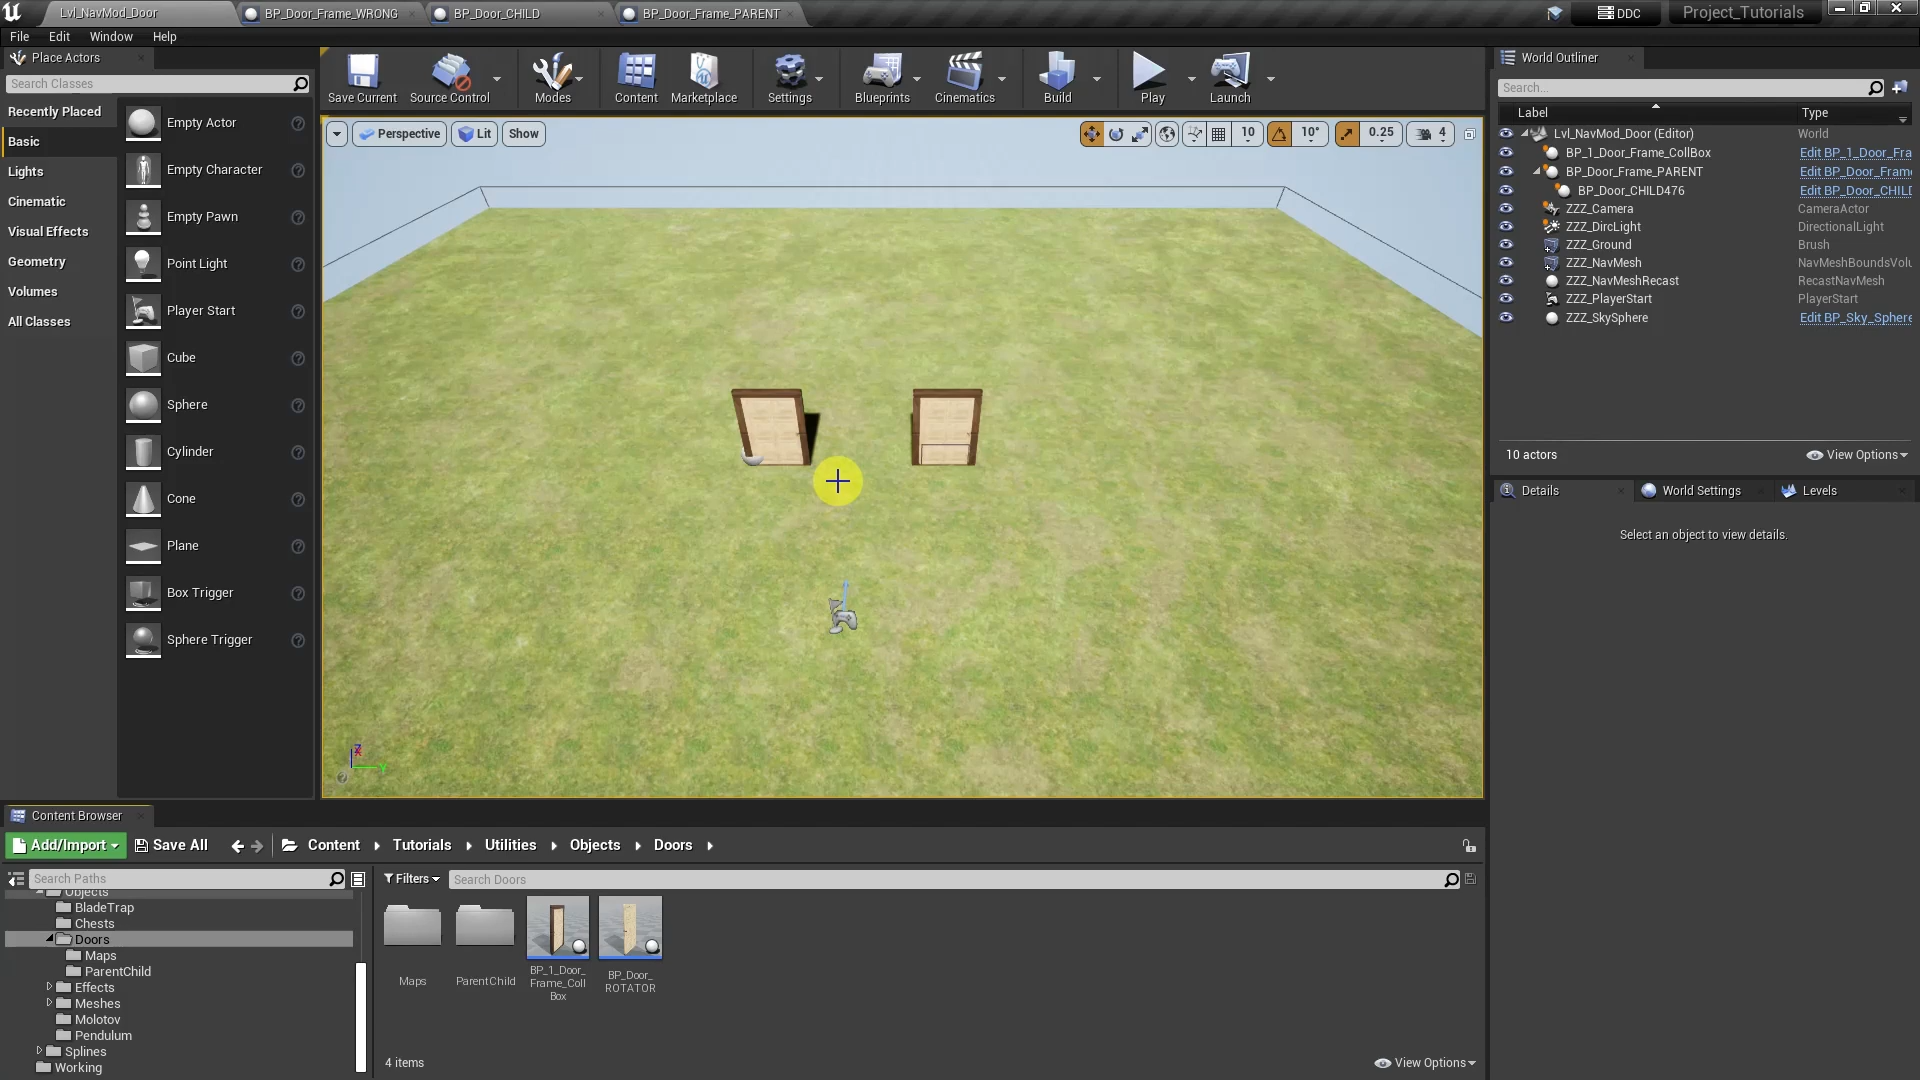 Lvl_NavMod_Door
BP_Door_Frame_WRONG
BP_Door_CHILD
BP_Door_Frame_PARENT
DDC
Project_Tutorials
File Edit Window Help
Place Actors
Search Classes
Recently Placed
Basic
Lights
Cinematic
Visual Effects
Geometry
Volumes
All Classes
Empty Actor
Empty Character
Empty Pawn
Point Light
Player Start
Cube
Sphere
Cylinder
Cone
Plane
Box Trigger
Sphere Trigger
Save Current
Source Control
Modes
Content
Marketplace
Settings
Blueprints
Cinematics
Build
Play
Launch
Perspective Lit Show
10 10° 0.25 4
Z
Y
World Outliner
Search...
Label Type
Lvl_NavMod_Door (Editor) World
BP_1_Door_Frame_CollBox Edit BP_1_Door_Fra
BP_Door_Frame_PARENT Edit BP_Door_Frame
BP_Door_CHILD476 Edit BP_Door_CHILD
ZZZ_Camera CameraActor
ZZZ_DircLight DirectionalLight
ZZZ_Ground Brush
ZZZ_NavMesh NavMeshBoundsVolu
ZZZ_NavMeshRecast RecastNavMesh
ZZZ_PlayerStart PlayerStart
ZZZ_SkySphere Edit BP_Sky_Sphere
10 actors View Options
Details World Settings Levels
Select an object to view details.
Content Browser
Add/Import Save All Content Tutorials Utilities Objects Doors
Search Paths
Filters
Search Doors
Objects
BladeTrap
Chests
Doors
Maps
ParentChild
Effects
Meshes
Molotov
Pendulum
Splines
Working
Maps
ParentChild
BP_1_Door_
Frame_Coll
Box
BP_Door_
ROTATOR
4 items View Options